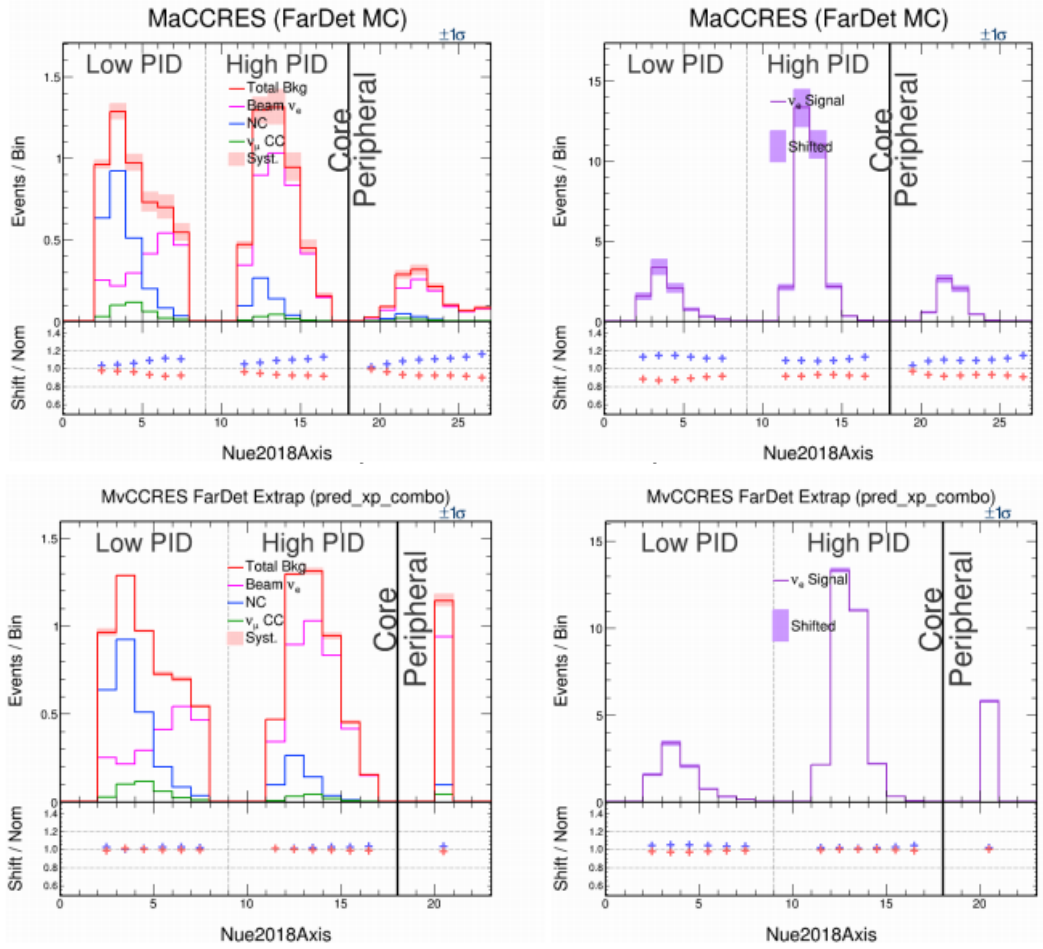 MaCCRES (FarDet MC)
±1σ
Low PID
High PID
Core
Peripheral
Total Bkg
Beam νe
NC
νμ CC
Syst.
Events / Bin
1.5
1
0.5
0
Shift / Nom
1.4
1.2
1.0
0.8
0.6
0 5 10 15 20 25
Nue2018Axis
MaCCRES (FarDet MC)
±1σ
Low PID
High PID
Core
Peripheral
νe Signal
Shifted
Events / Bin
15
10
5
0
Shift / Nom
1.4
1.2
1.0
0.8
0.6
0 5 10 15 20 25
Nue2018Axis
MvCCRES FarDet Extrap (pred_xp_combo)
±1σ
Low PID
High PID
Core
Peripheral
Total Bkg
Beam νe
NC
νμ CC
Syst.
Events / Bin
1.5
1
0.5
0
Shift / Nom
1.4
1.2
1.0
0.8
0.6
0 5 10 15 20
Nue2018Axis
MvCCRES FarDet Extrap (pred_xp_combo)
±1σ
Low PID
High PID
Core
Peripheral
νe Signal
Shifted
Events / Bin
15
10
5
0
Shift / Nom
1.4
1.2
1.0
0.8
0.6
0 5 10 15 20
Nue2018Axis